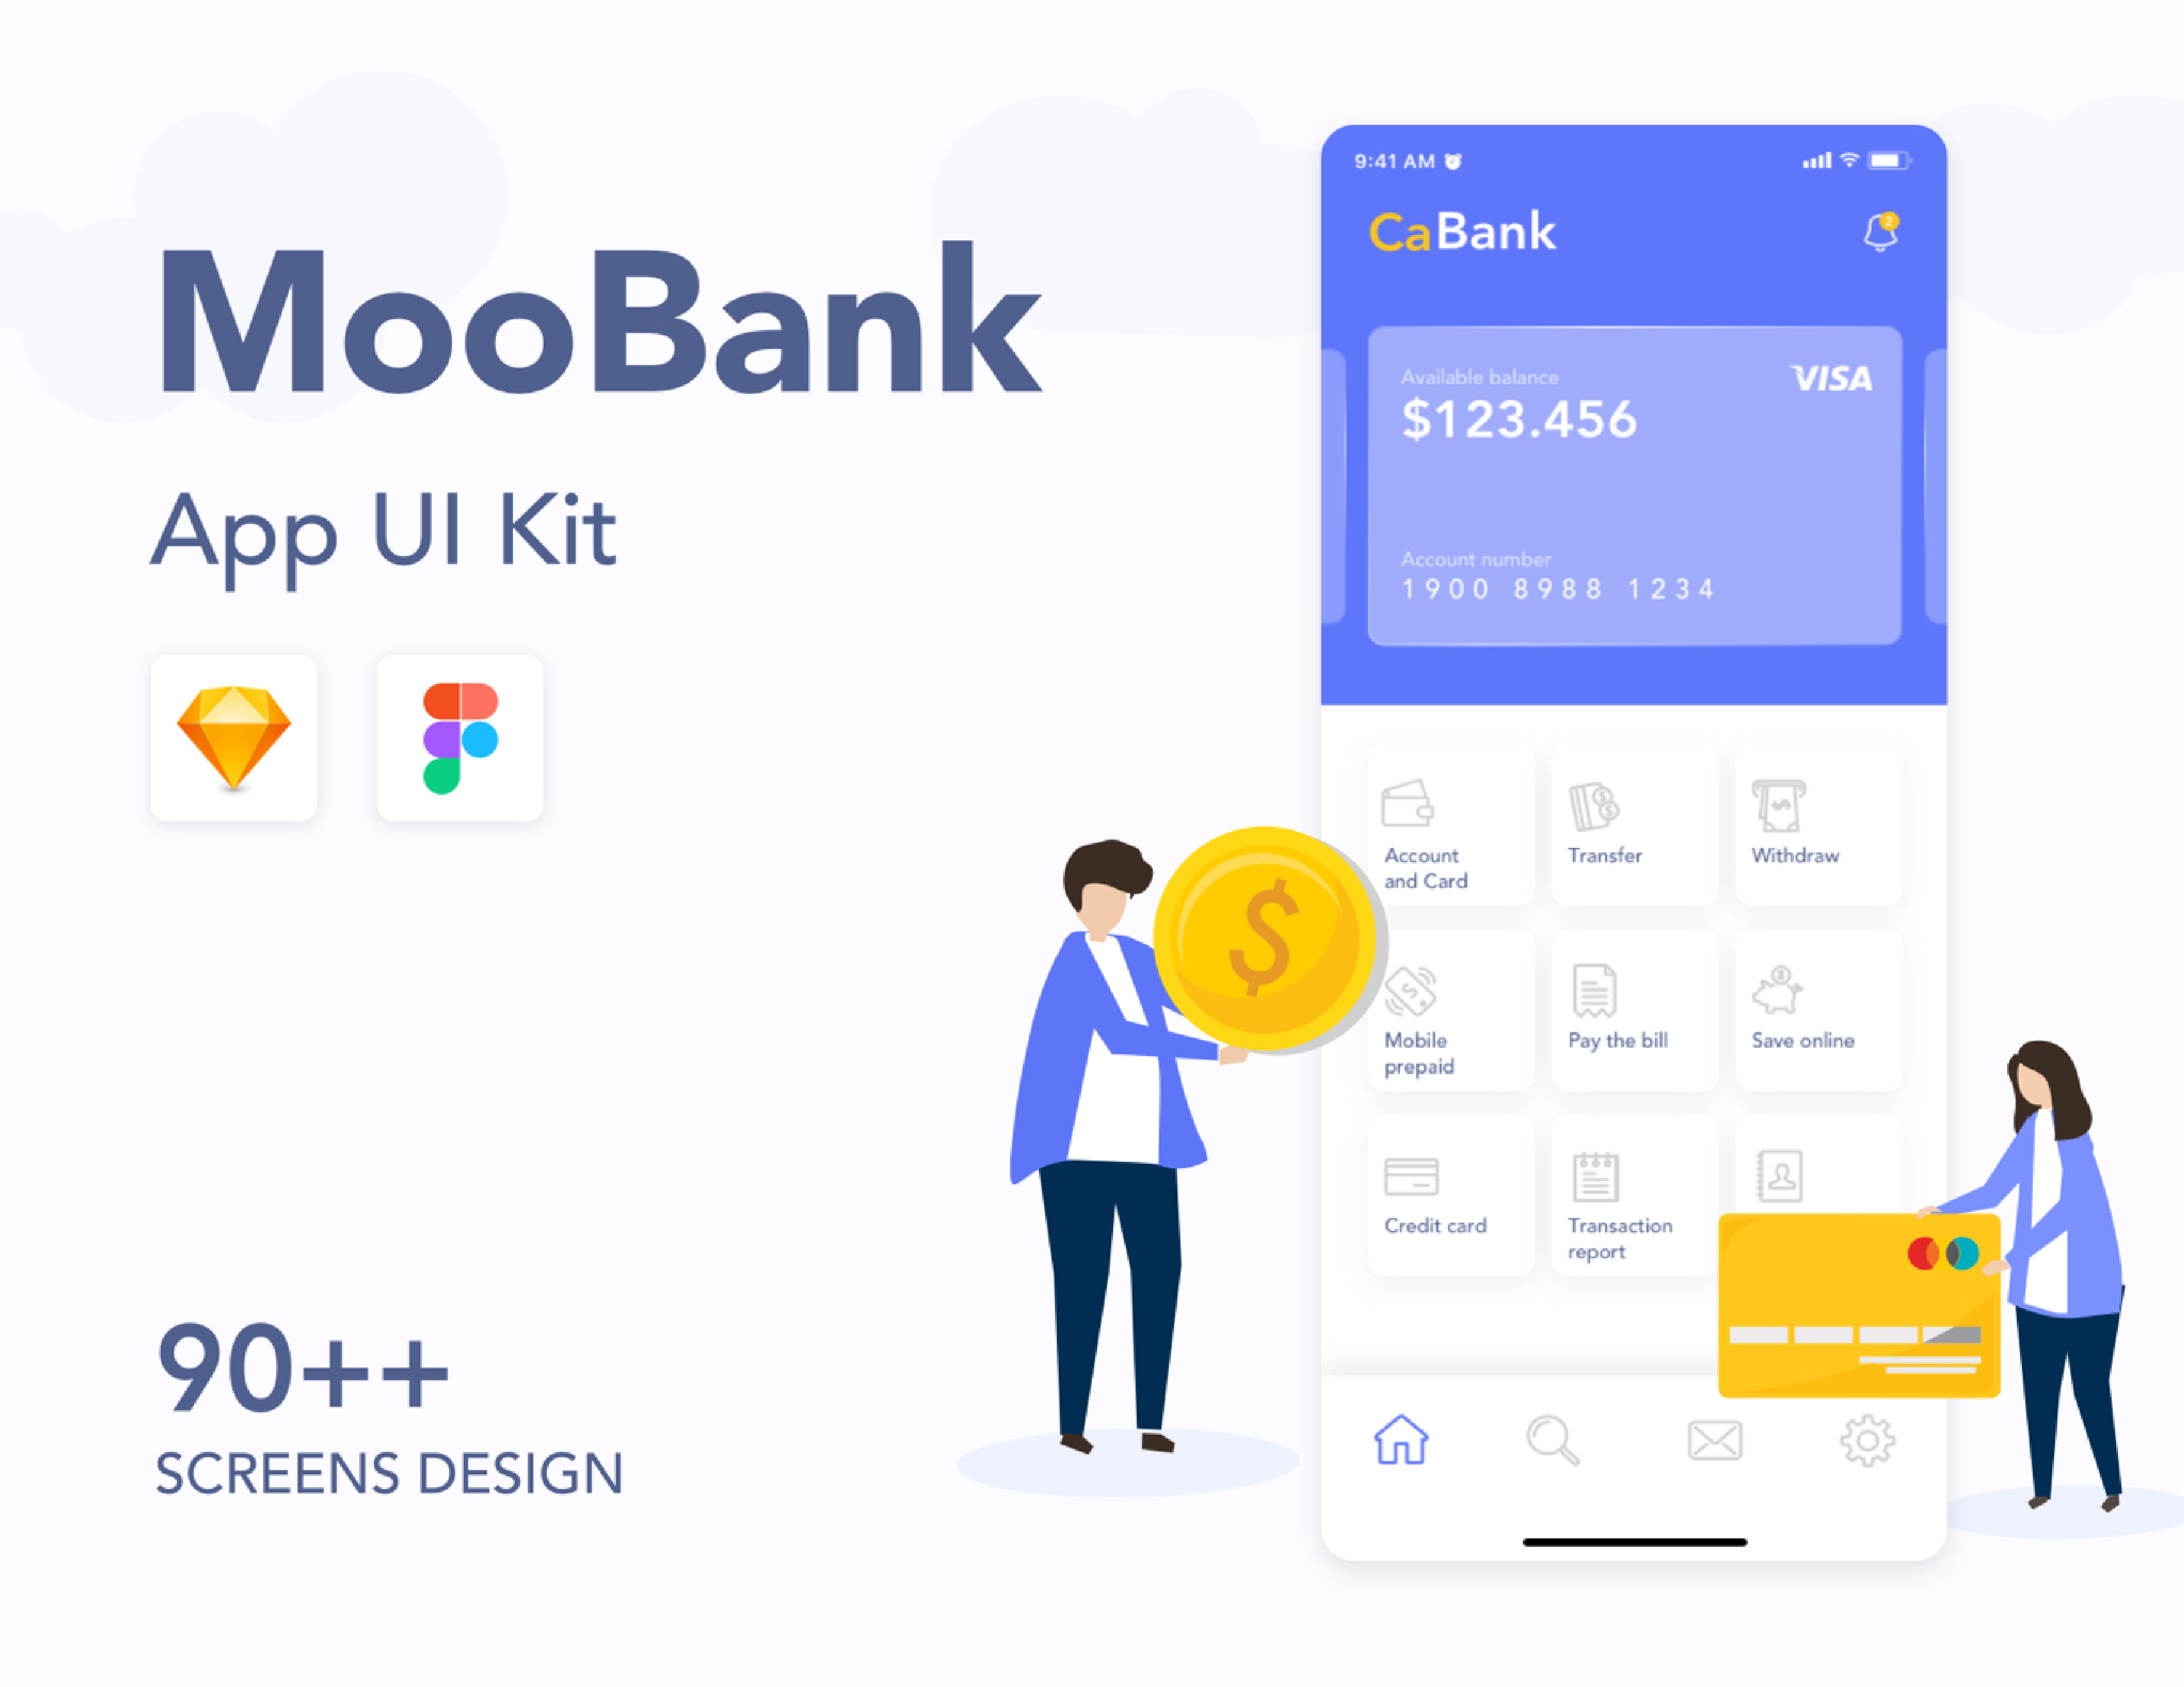 MooBank
App UI Kit
90++
SCREENS DESIGN
9:41 AM
CaBank
2
Available balance
VISA
$123.456
Account number
1900 8988 1234
Account
and Card
Transfer
Withdraw
Mobile
prepaid
Pay the bill
Save online
Credit card
Transaction
report
$